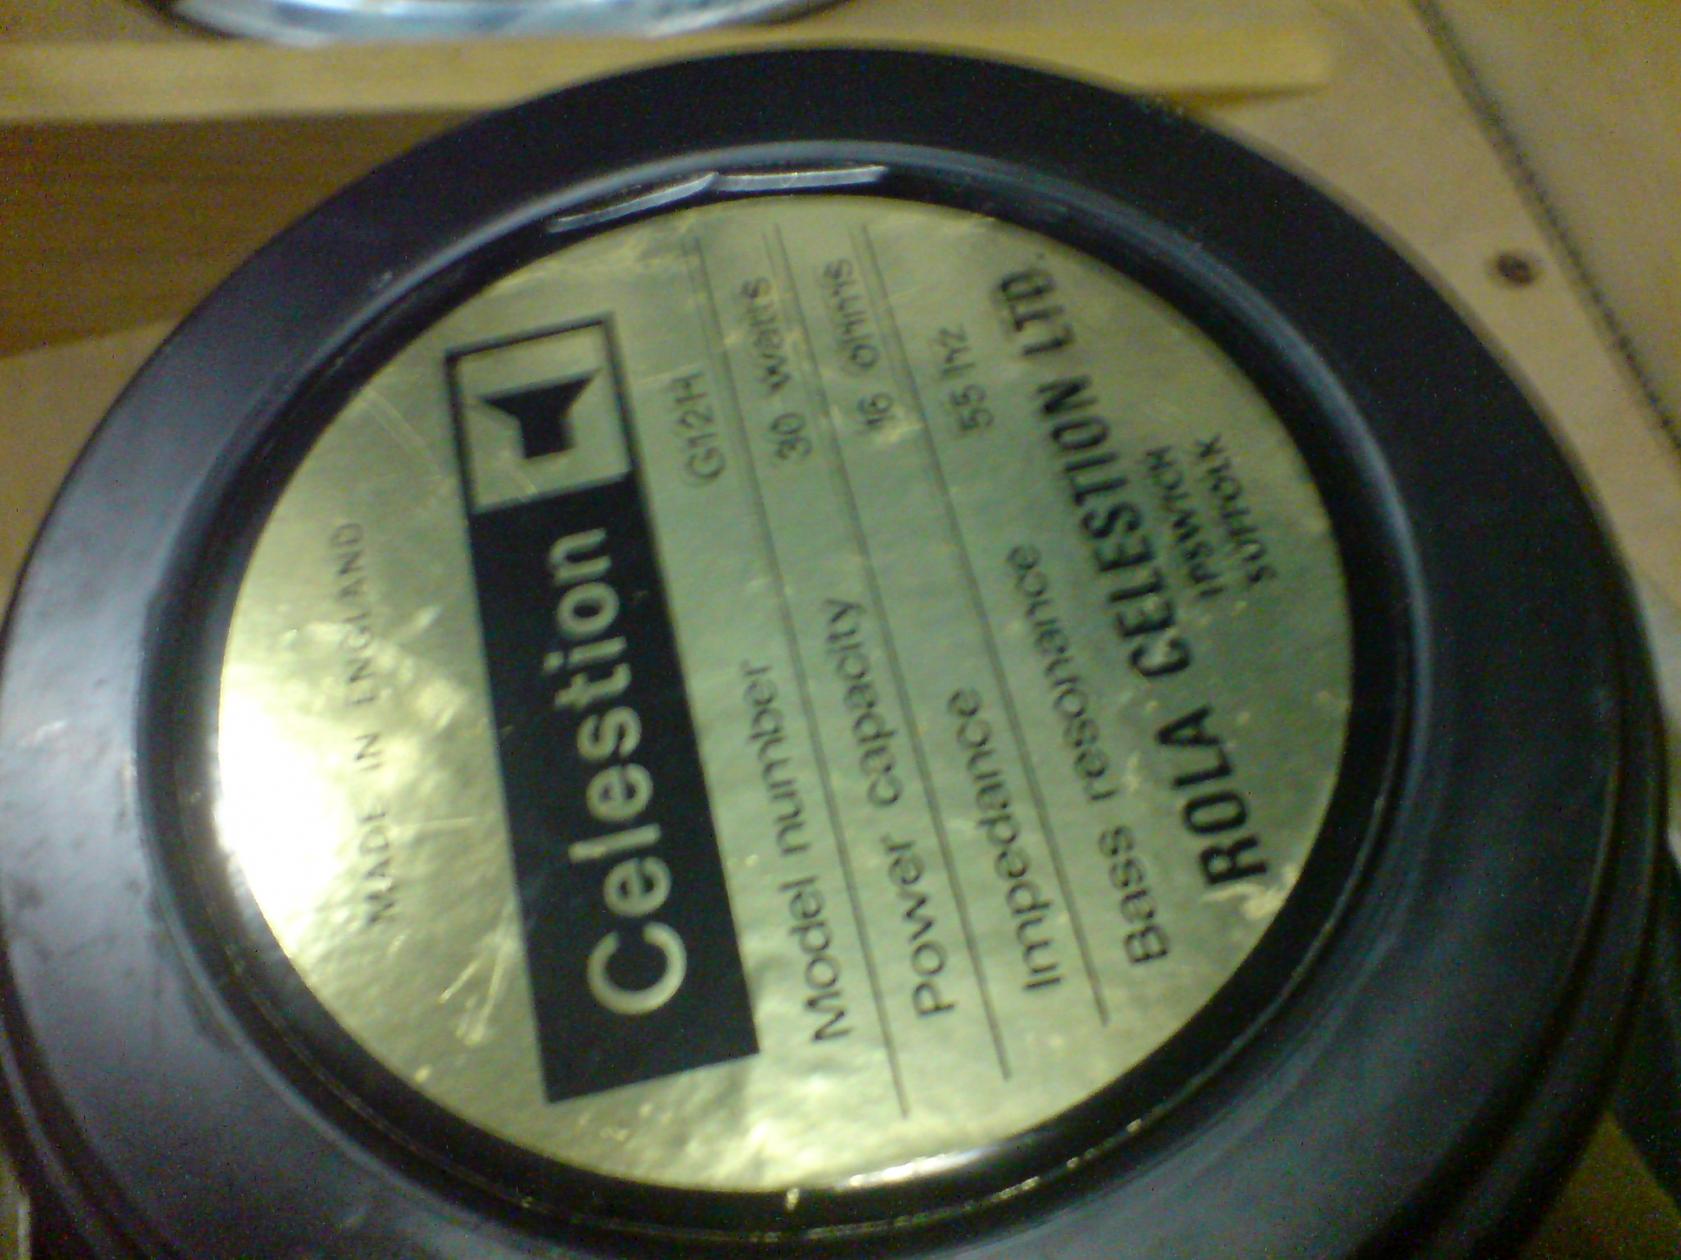 MADE IN ENGLAND
Celestion
Model number G12H
Power capacity 30 watts
Impedance 16 ohms
Bass resonance 55 hz
ROLA CELESTION LTD.
IPSWICH
SUFFOLK